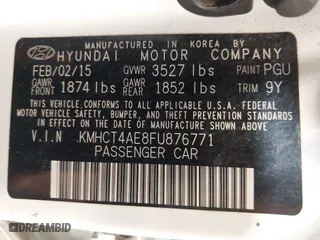 MANUFACTURED IN KOREA
HYUNDAI MOTOR COMPANY
FEB/02/15 GVWR 3527 lbs PAINT PGU
GAWR FRONT 1874 lbs GAWR REAR 1852 lbs TRIM 9Y
THIS VEHICLE CONFORMS TO ALL APPLICABLE
U.S. FEDERAL MOTOR VEHICLE SAFETY,
BUMPER, AND THEFT PREVENTION STANDARDS
IN EFFECT ON THE DATE OF MANUFACTURE
SHOWN ABOVE.
V.I.N KMHCT4AE8FU876771
PASSENGER CAR
DREAMBID